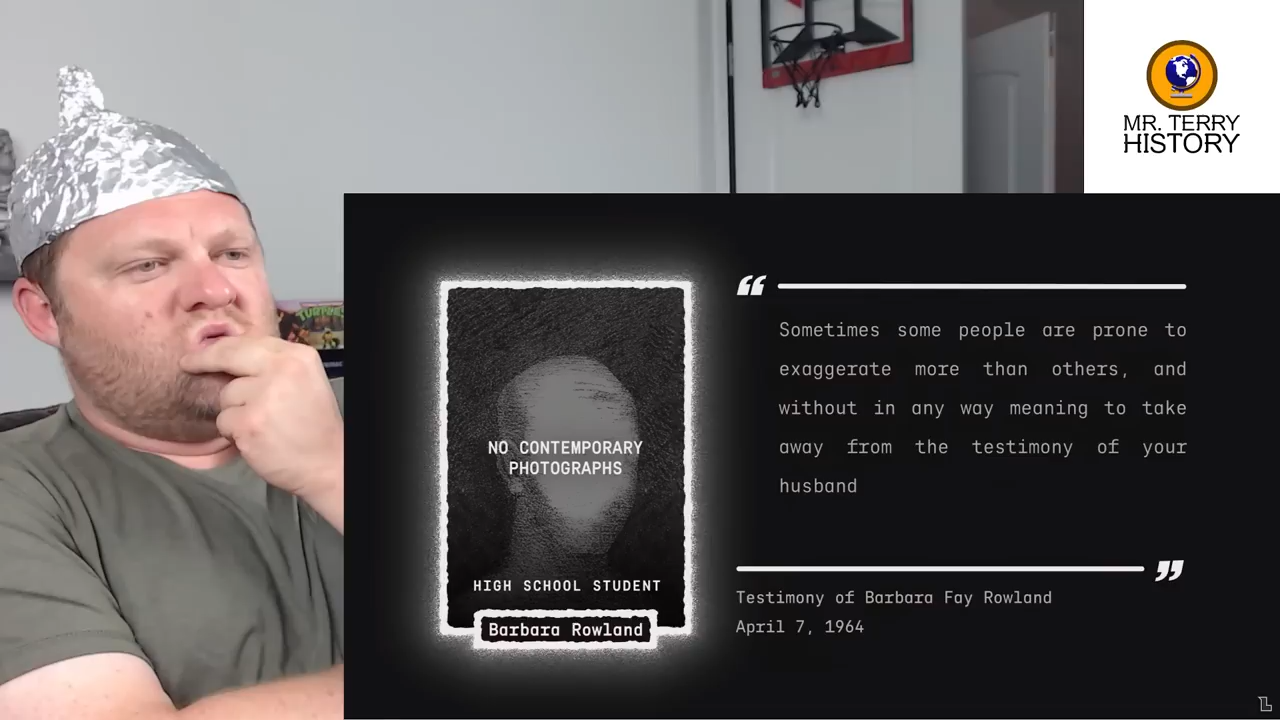 MR. TERRY
HISTORY
TURTLES
“
Sometimes some people are prone to
exaggerate more than others, and
without in any way meaning to take
away from the testimony of your
husband
”
NO CONTEMPORARY
PHOTOGRAPHS
HIGH SCHOOL STUDENT
Barbara Rowland
Testimony of Barbara Fay Rowland
April 7, 1964